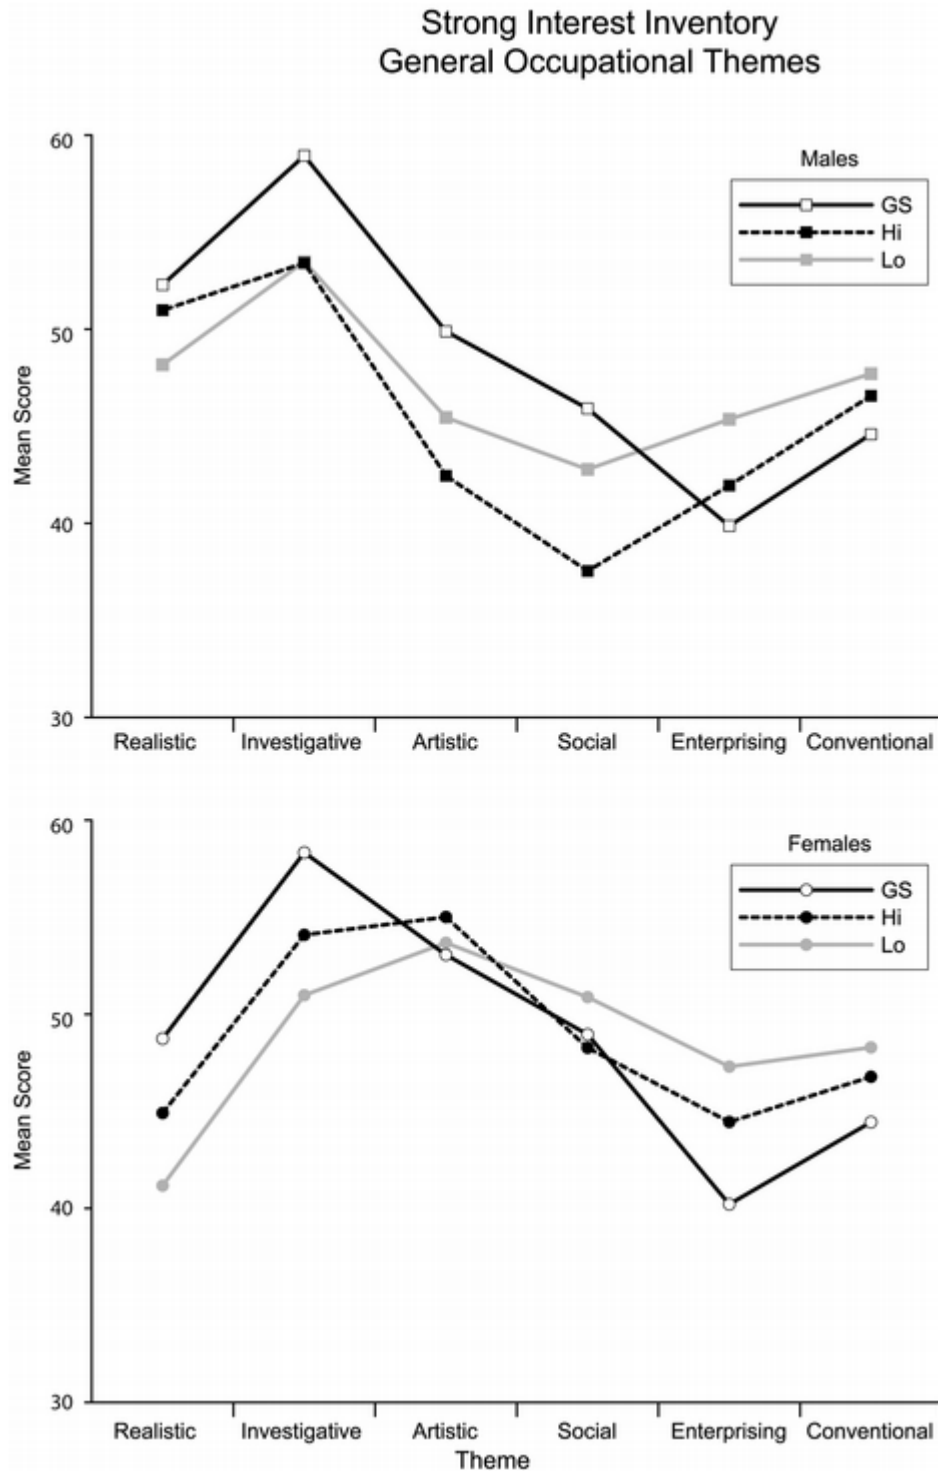 Strong Interest Inventory
General Occupational Themes
60
50
40
30
Mean Score
Males
GS
Hi
Lo
Realistic Investigative Artistic Social Enterprising Conventional
60
50
40
30
Mean Score
Females
GS
Hi
Lo
Realistic Investigative Artistic Social Enterprising Conventional
Theme